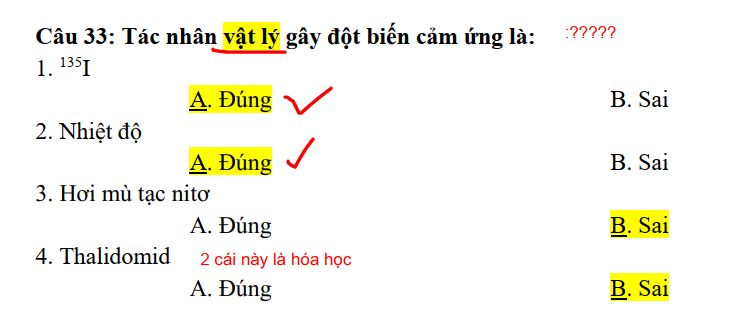 Câu 33: Tác nhân vật lý gây đột biến cảm ứng là: :?????
1. ¹³⁵I
A. Đúng B. Sai
2. Nhiệt độ
A. Đúng B. Sai
3. Hơi mù tạc nitơ
A. Đúng B. Sai
4. Thalidomid 2 cái này là hóa học
A. Đúng B. Sai